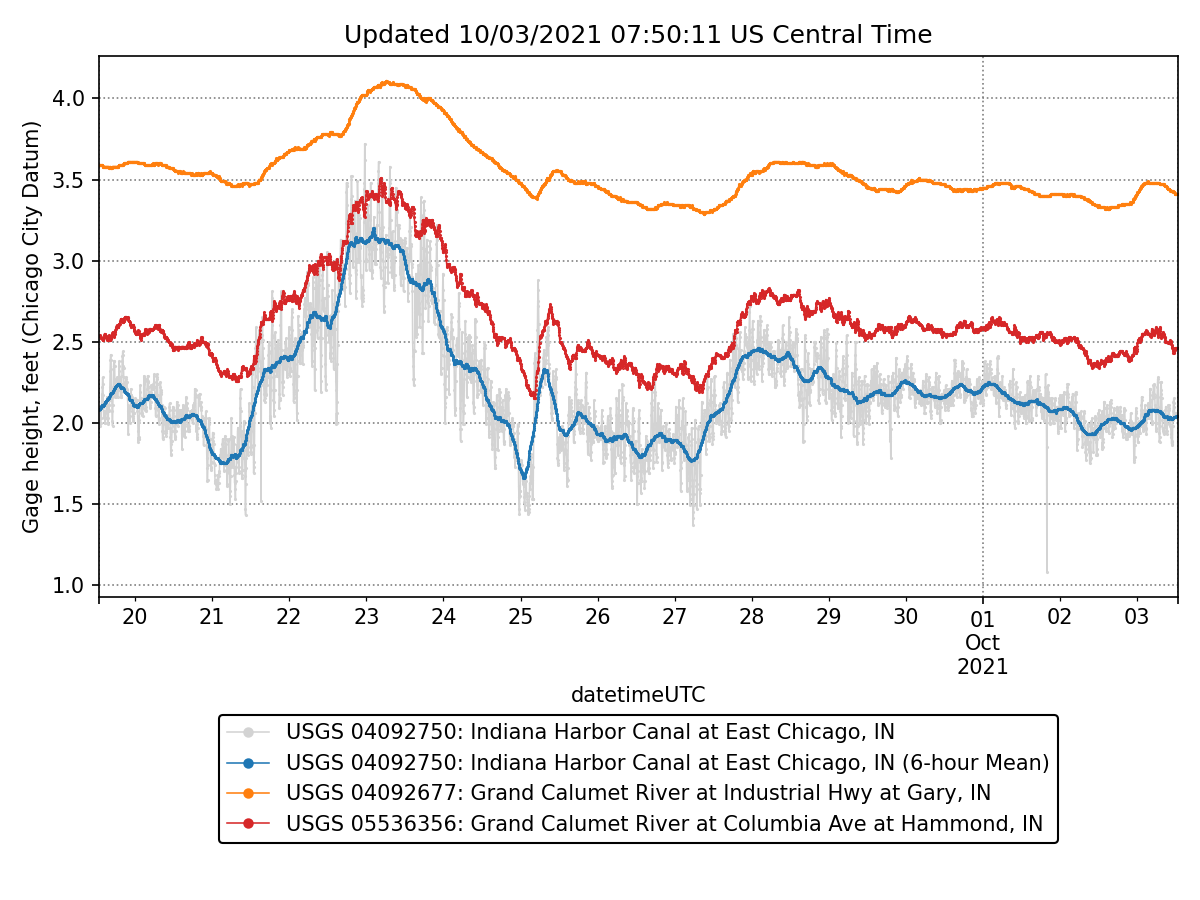 Updated 10/03/2021 07:50:11 US Central Time
Gage height, feet (Chicago City Datum)
4.0
3.5
3.0
2.5
2.0
1.5
1.0
20 21 22 23 24 25 26 27 28 29 30 01 02 03
Oct
2021
datetimeUTC
USGS 04092750: Indiana Harbor Canal at East Chicago, IN
USGS 04092750: Indiana Harbor Canal at East Chicago, IN (6-hour Mean)
USGS 04092677: Grand Calumet River at Industrial Hwy at Gary, IN
USGS 05536356: Grand Calumet River at Columbia Ave at Hammond, IN